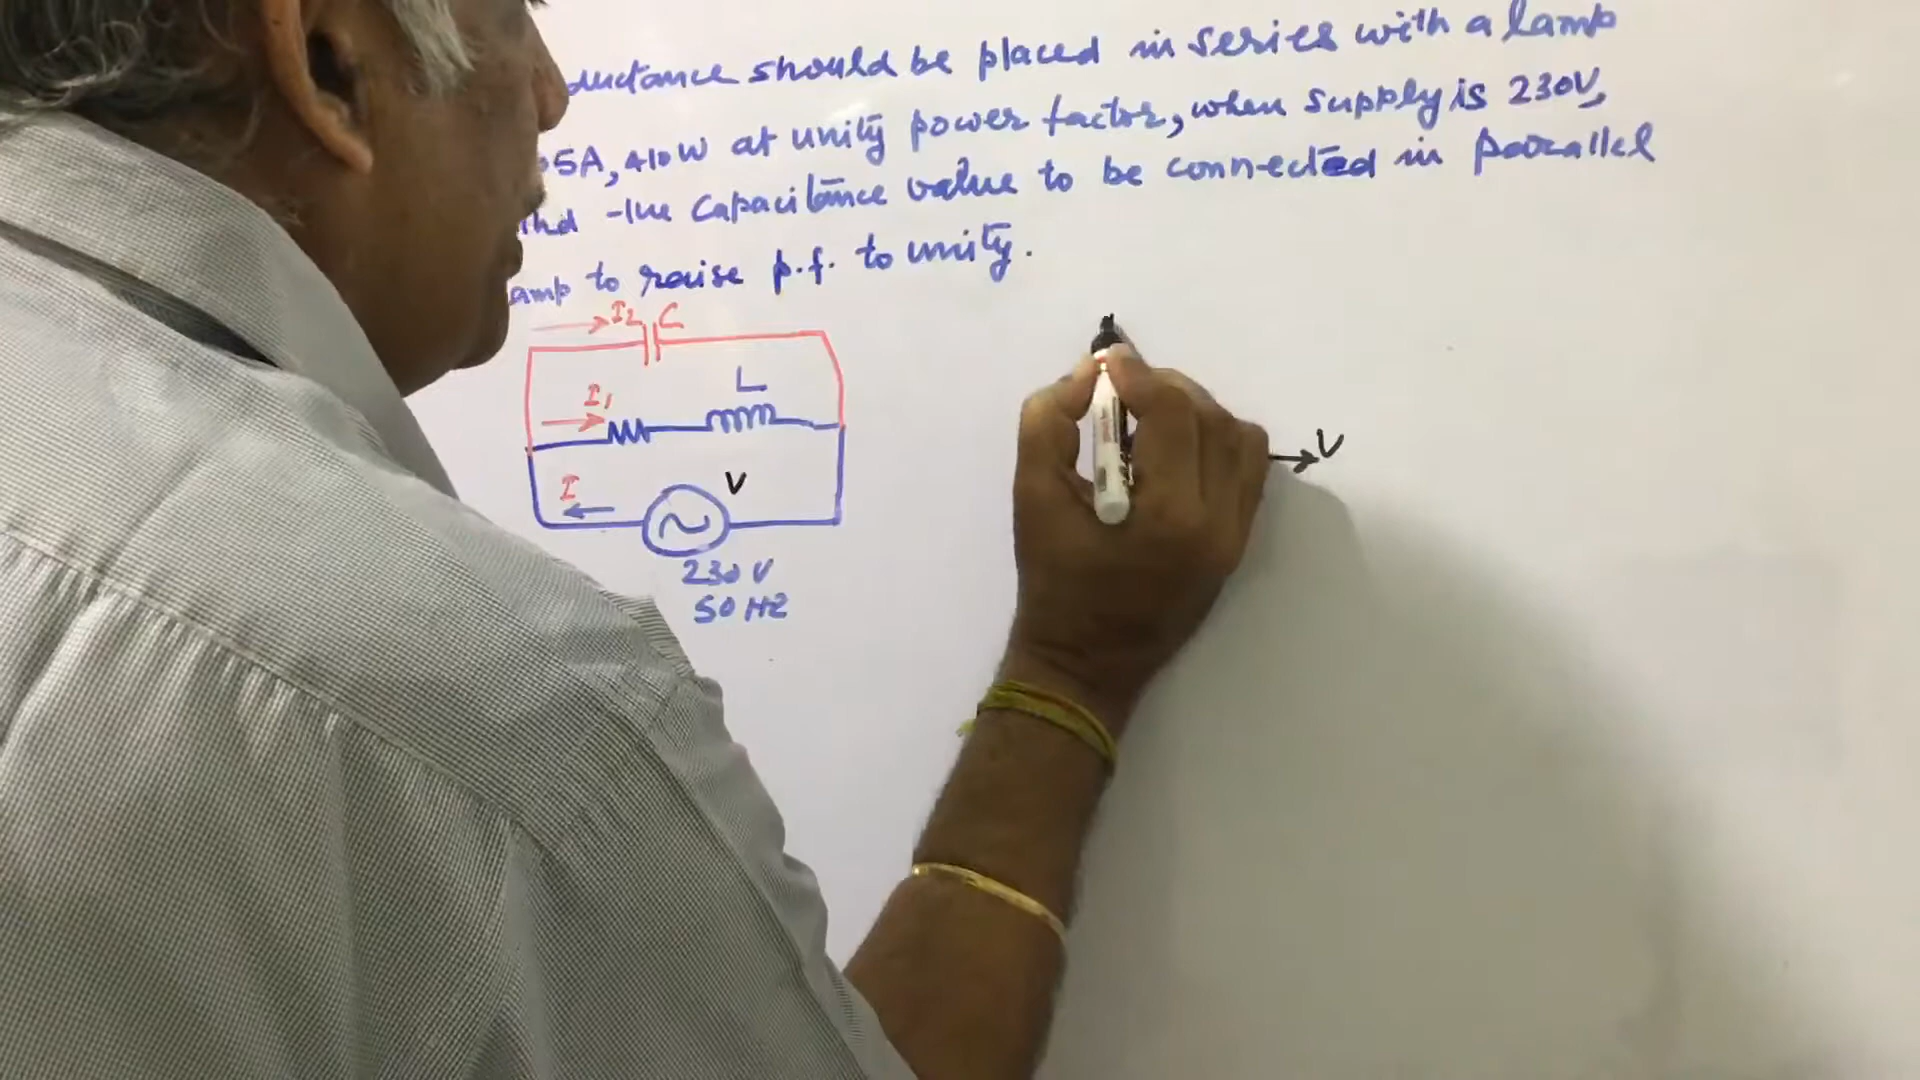 ductance should be placed in series with a lamp
5A, 410W at unity power factor, when supply is 230V,
the capacitance value to be connected in parallel
amp to raise p.f. to unity.
I2 C
L
I1
V
I
V
230 V
50 HZ